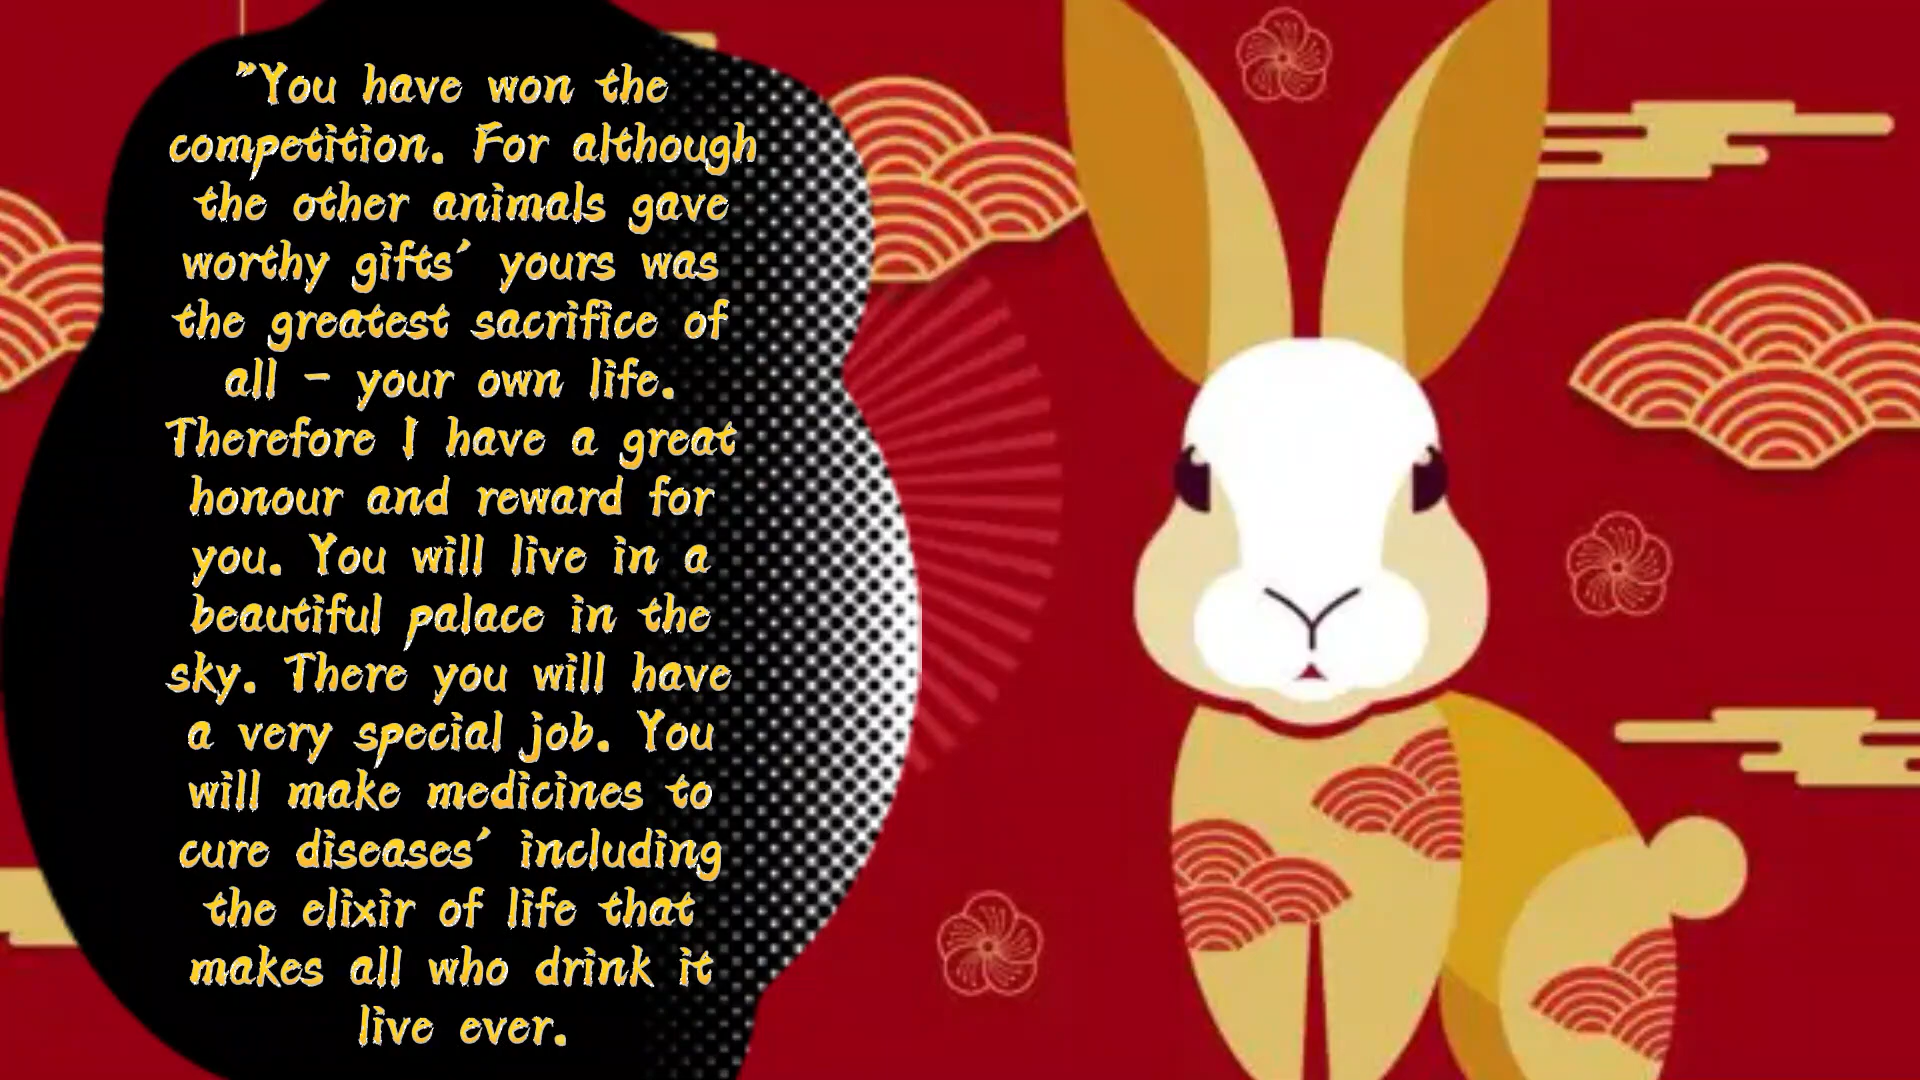 "You have won the
competition. For although
the other animals gave
worthy gifts' yours was
the greatest sacrifice of
all - your own life.
Therefore I have a great
honour and reward for
you. You will live in a
beautiful palace in the
sky. There you will have
a very special job. You
will make medicines to
cure diseases' including
the elixir of life that
makes all who drink it
live ever.